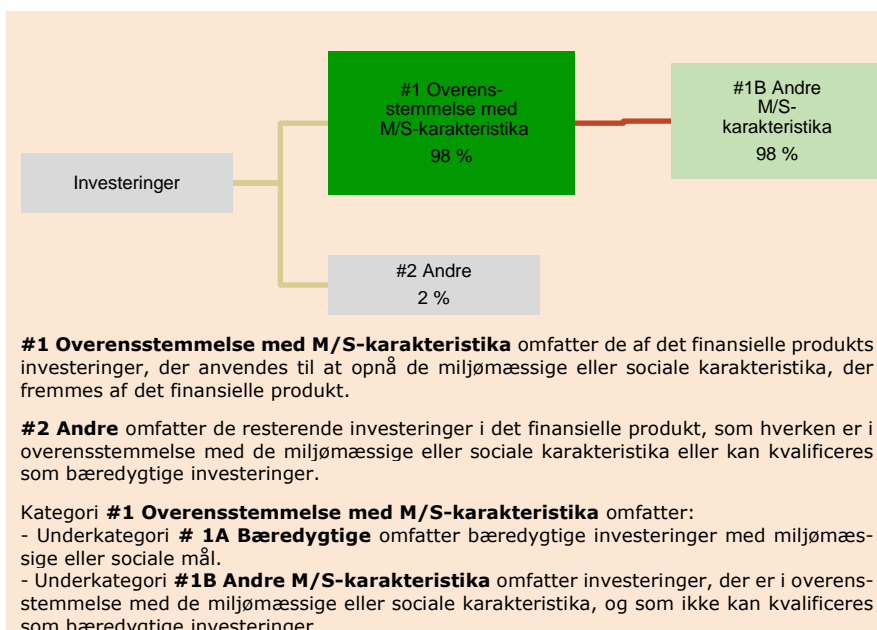 #1 Overens-
stemmelse med
M/S-karakteristika
98 %
#1B Andre
M/S-
karakteristika
98 %
Investeringer
#2 Andre
2 %
#1 Overensstemmelse med M/S-karakteristika omfatter de af det finansielle produkts
investeringer, der anvendes til at opnå de miljømæssige eller sociale karakteristika, der
fremmes af det finansielle produkt.
#2 Andre omfatter de resterende investeringer i det finansielle produkt, som hverken er i
overensstemmelse med de miljømæssige eller sociale karakteristika eller kan kvalificeres
som bæredygtige investeringer.
Kategori #1 Overensstemmelse med M/S-karakteristika omfatter:
- Underkategori # 1A Bæredygtige omfatter bæredygtige investeringer med miljømæs-
sige eller sociale mål.
- Underkategori #1B Andre M/S-karakteristika omfatter investeringer, der er i overens-
stemmelse med de miljømæssige eller sociale karakteristika, og som ikke kan kvalificeres
som bæredygtige investeringer.